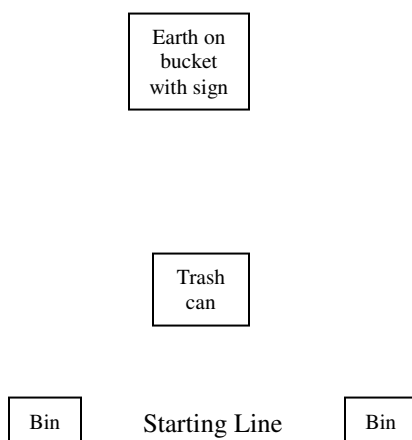 Earth on
bucket
with sign
Trash
can
Bin Starting Line Bin